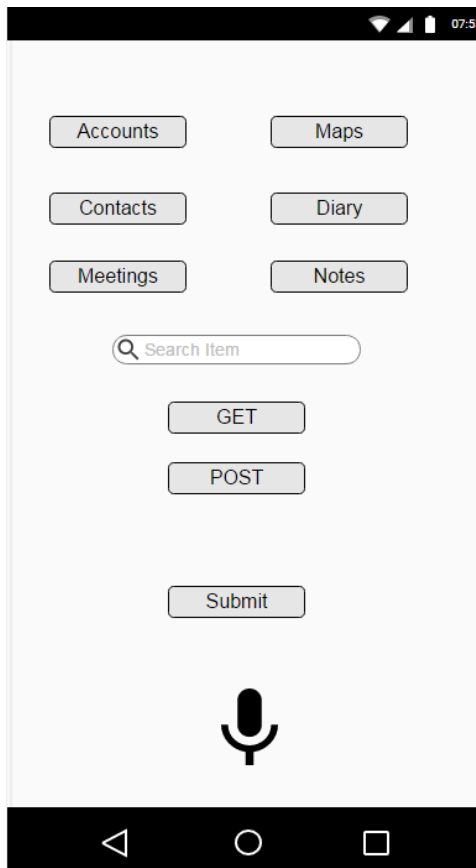 07:5
Accounts Maps
Contacts Diary
Meetings Notes
Search Item
GET
POST
Submit